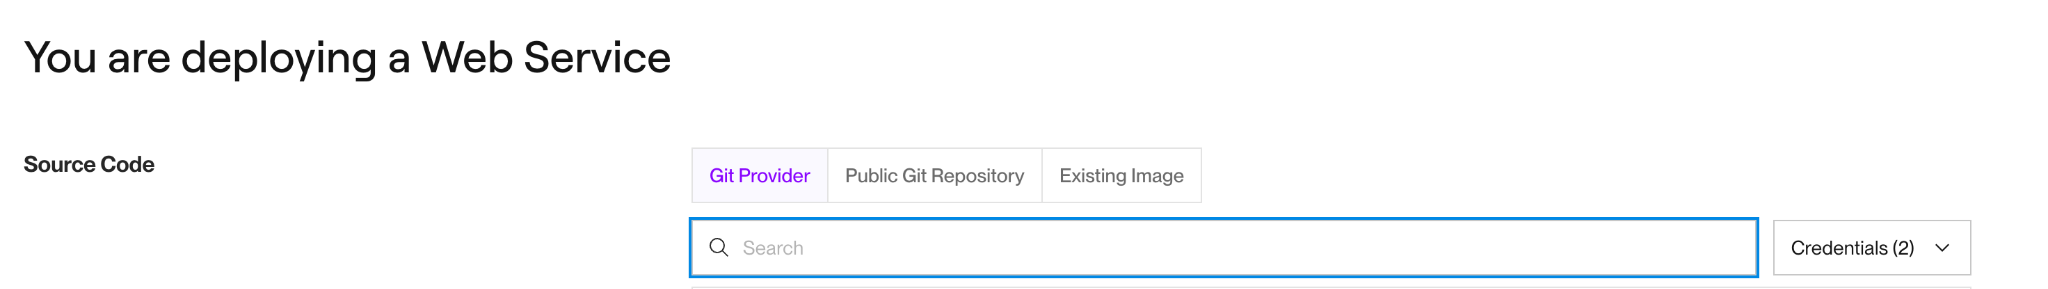 You are deploying a Web Service
Source Code
Git Provider
Public Git Repository
Existing Image
Search
Credentials (2)